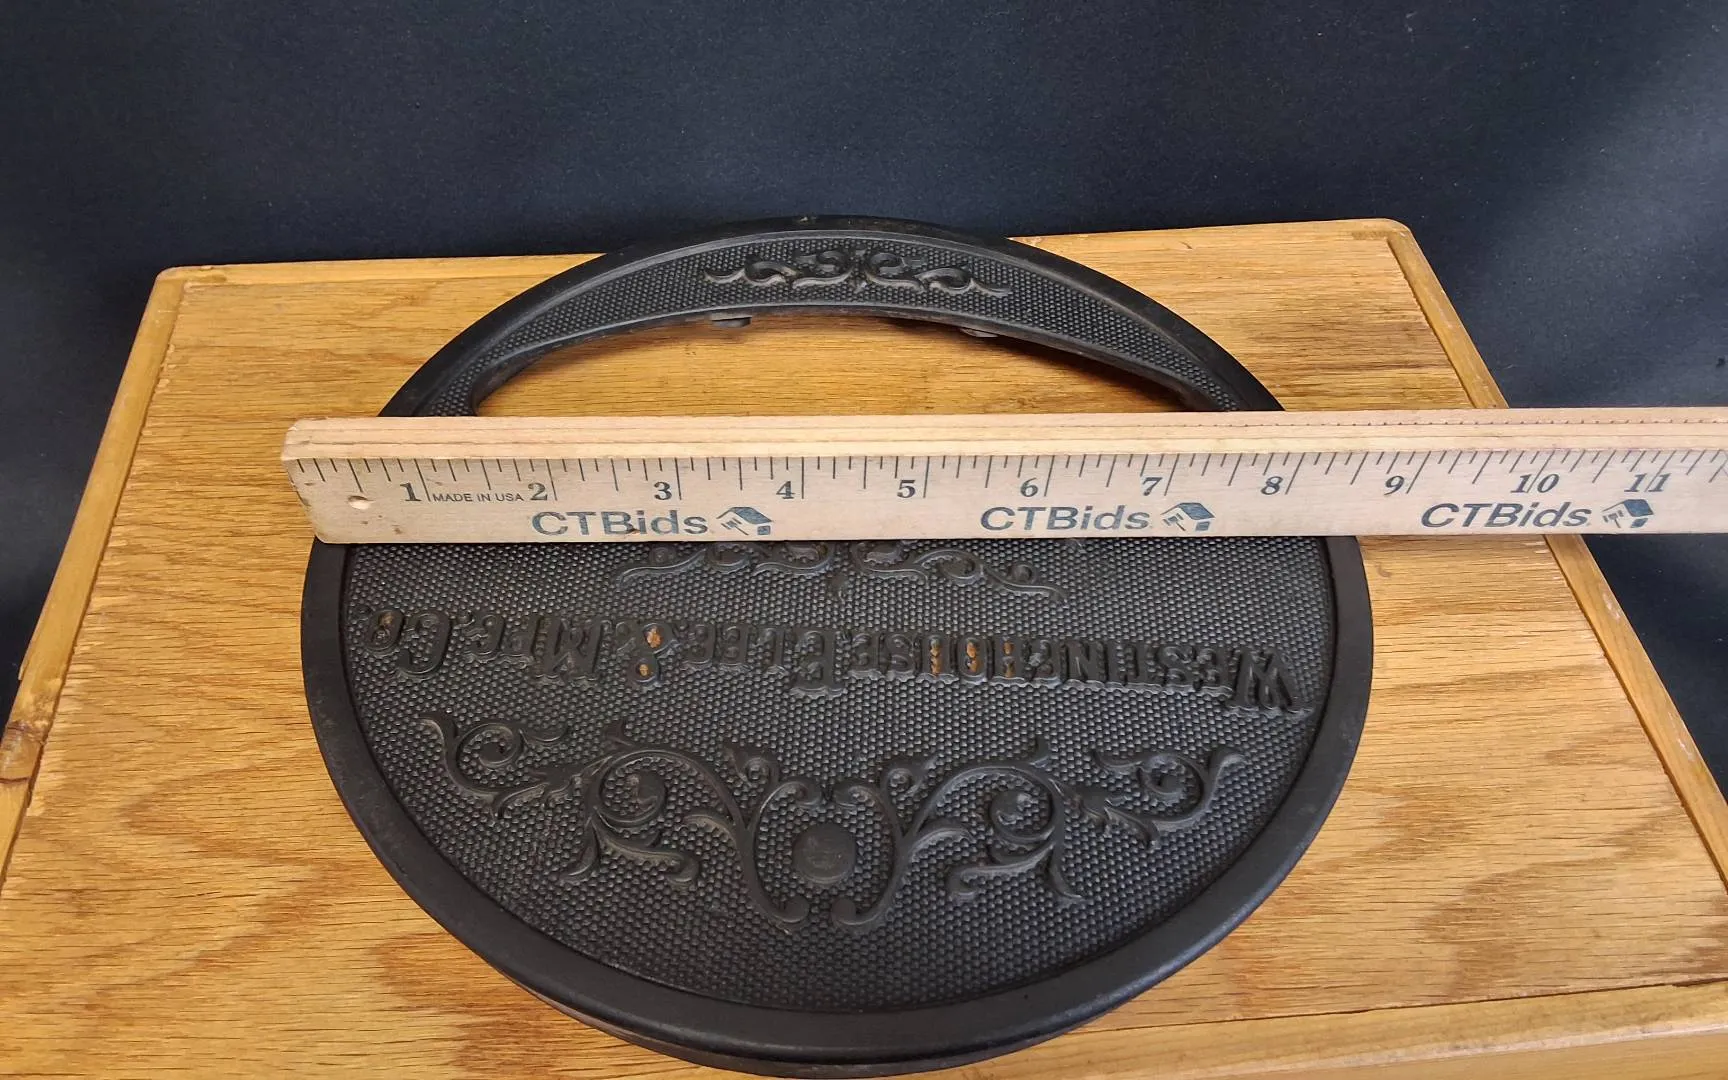 1 MADE IN USA 2 3 4 5 6 7 8 9 10 11
CTBids CTBids CTBids
WESTINGHOUSE ELEC. & MFG. CO.